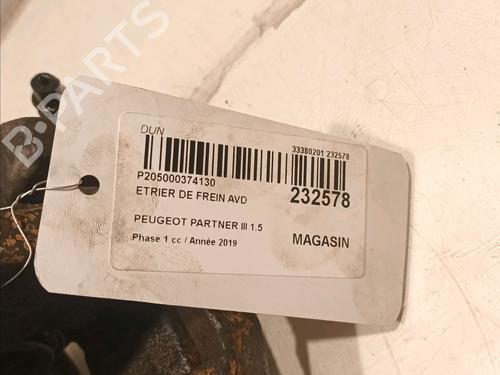 B-PARTS
DUN
33380201 232578
P205000374130
ETRIER DE FREIN AVD
232578
PEUGEOT PARTNER III 1.5
Phase 1 cc / Année 2019
MAGASIN